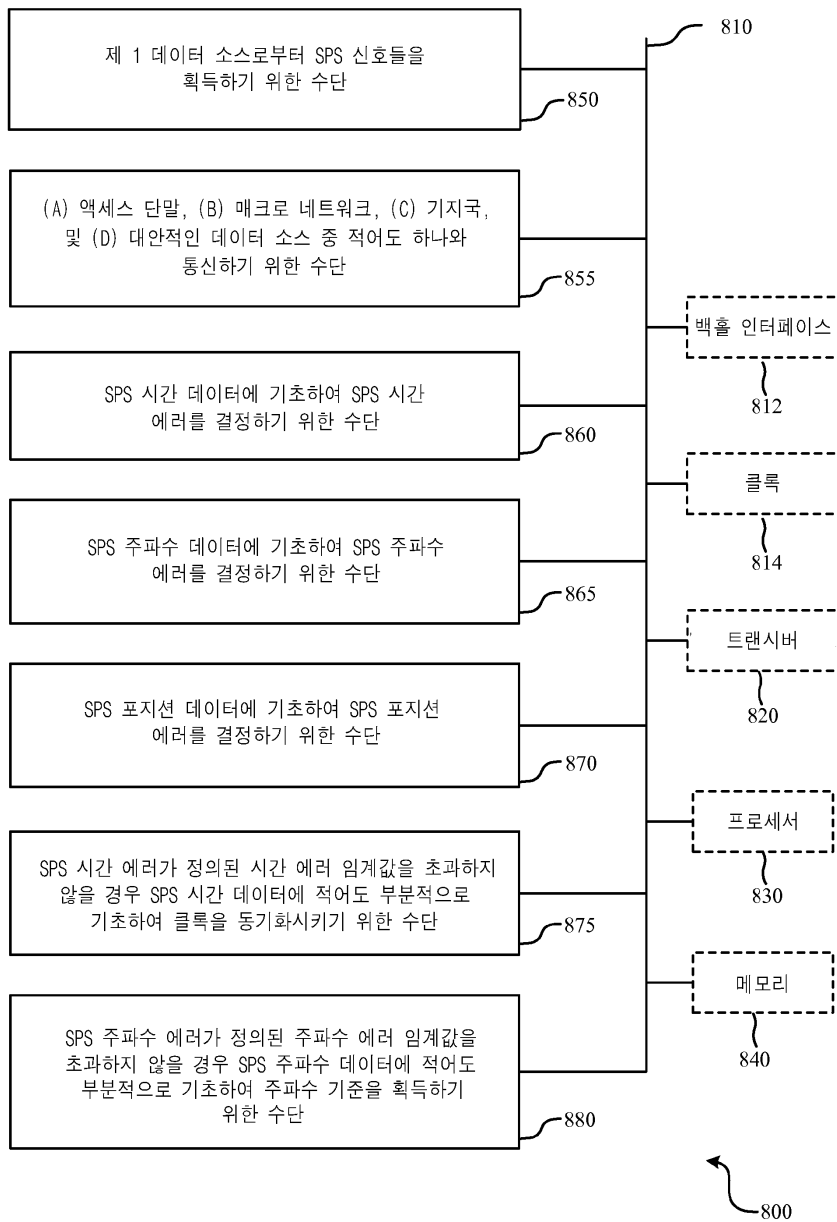 제 1 데이터 소스로부터 SPS 신호들을
획득하기 위한 수단
850
810
(A) 액세스 단말, (B) 매크로 네트워크, (C) 기지국,
및 (D) 대안적인 데이터 소스 중 적어도 하나와
통신하기 위한 수단
855
백홀 인터페이스
812
SPS 시간 데이터에 기초하여 SPS 시간
에러를 결정하기 위한 수단
860
클록
814
SPS 주파수 데이터에 기초하여 SPS 주파수
에러를 결정하기 위한 수단
865
트랜시버
820
SPS 포지션 데이터에 기초하여 SPS 포지션
에러를 결정하기 위한 수단
870
프로세서
830
SPS 시간 에러가 정의된 시간 에러 임계값을 초과하지
않을 경우 SPS 시간 데이터에 적어도 부분적으로
기초하여 클록을 동기화시키기 위한 수단
875
메모리
840
SPS 주파수 에러가 정의된 주파수 에러 임계값을
초과하지 않을 경우 SPS 주파수 데이터에 적어도
부분적으로 기초하여 주파수 기준을 획득하기
위한 수단
880
800